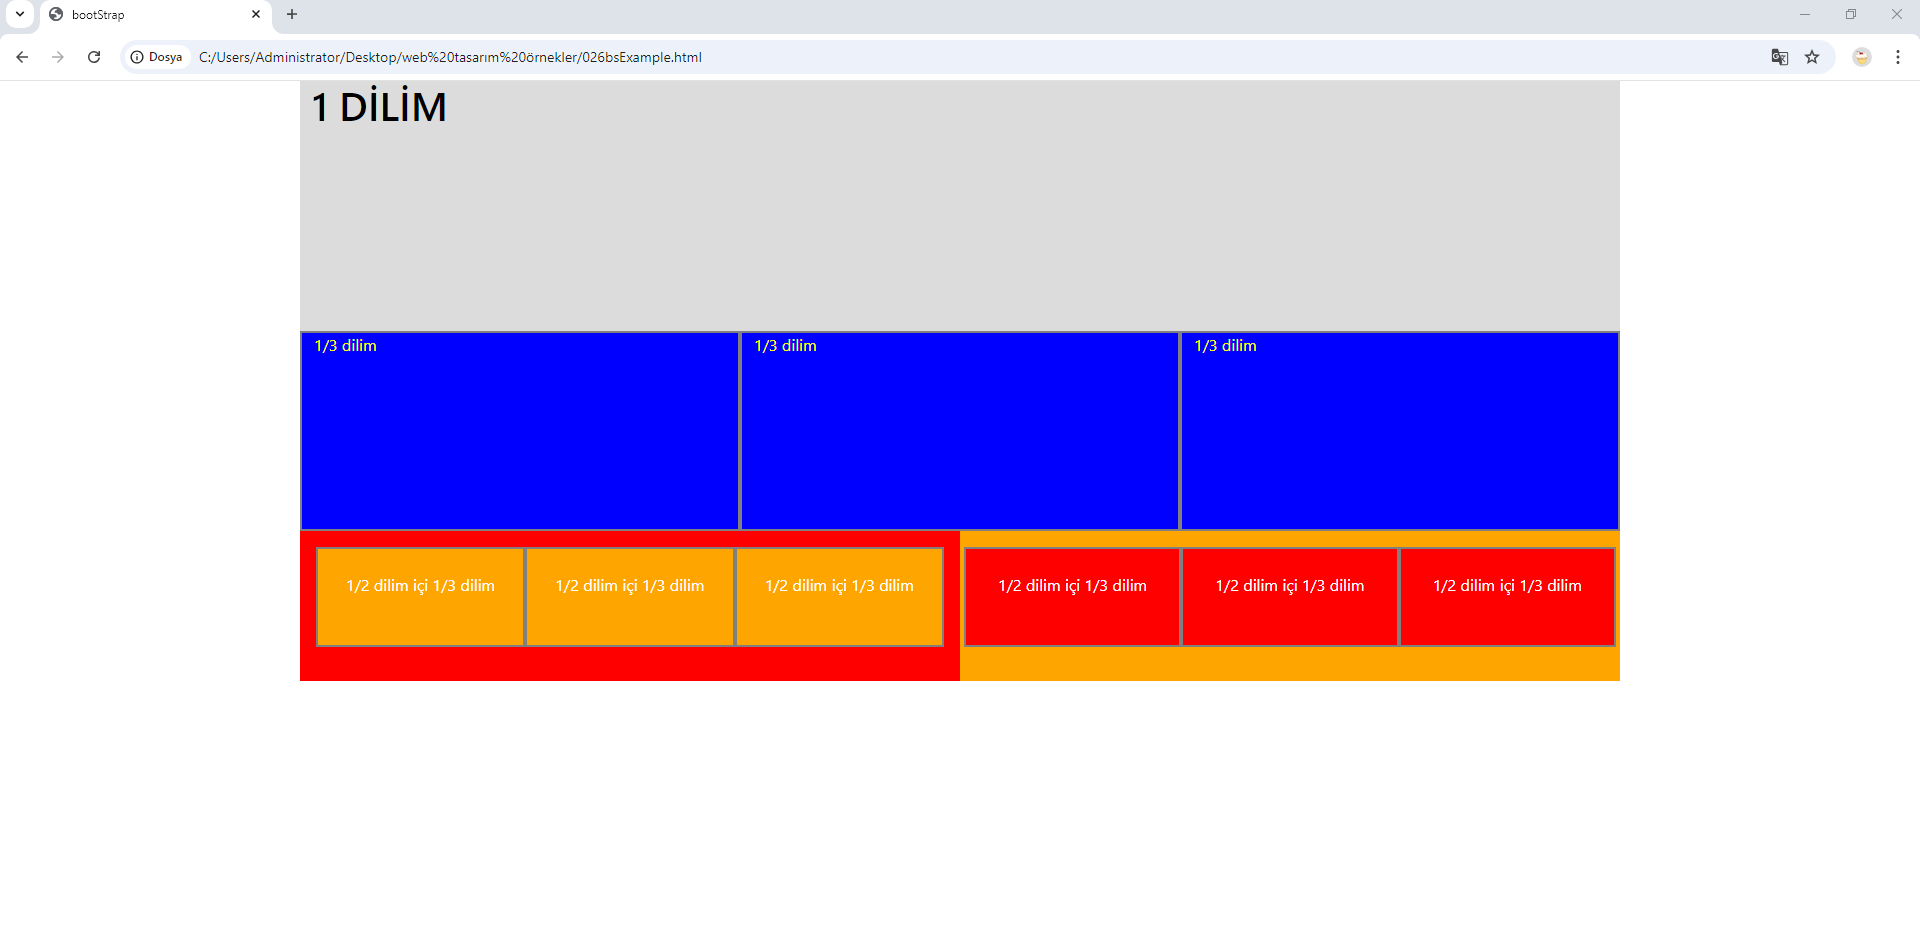 bootStrap
Dosya
C:/Users/Administrator/Desktop/web%20tasarım%20örnekler/026bsExample.html
1 DİLİM
1/3 dilim
1/3 dilim
1/3 dilim
1/2 dilim içi 1/3 dilim
1/2 dilim içi 1/3 dilim
1/2 dilim içi 1/3 dilim
1/2 dilim içi 1/3 dilim
1/2 dilim içi 1/3 dilim
1/2 dilim içi 1/3 dilim